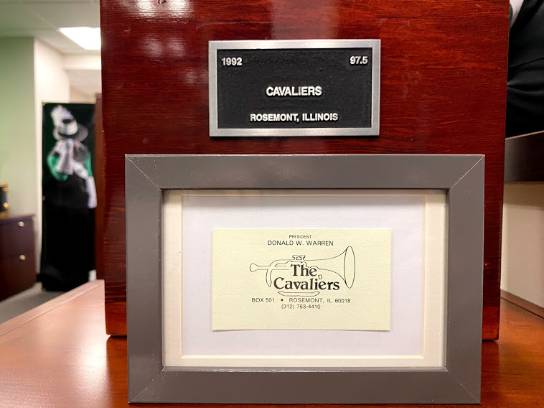 1992 97.5
CAVALIERS
ROSEMONT, ILLINOIS
PRESIDENT
DONALD W. WARREN
The
Cavaliers
BOX 501 ♦ ROSEMONT, IL 60018
(312) 763-4416